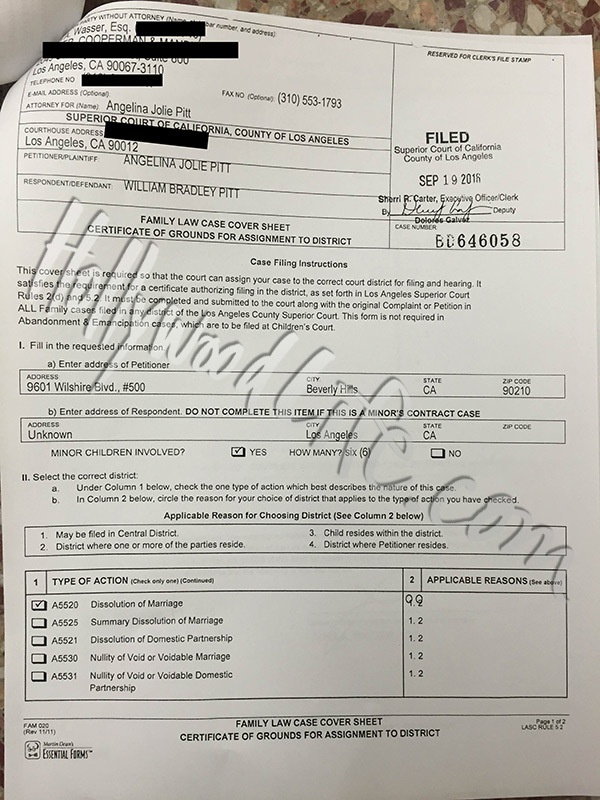 PARTY WITHOUT ATTORNEY (Name, bar number, and address):
Wasser, Esq.
COOPERMAN &
Los Angeles, CA 90067-3110
TELEPHONE NO
E-MAIL ADDRESS (Optional)
FAX NO. (Optional) (310) 553-1793
ATTORNEY FOR (Name) Angelina Jolie Pitt
SUPERIOR COURT OF CALIFORNIA, COUNTY OF LOS ANGELES
COURTHOUSE ADDRESS
Los Angeles, CA 90012
PETITIONER/PLAINTIFF: ANGELINA JOLIE PITT
RESPONDENT/DEFENDANT: WILLIAM BRADLEY PITT
FAMILY LAW CASE COVER SHEET
CERTIFICATE OF GROUNDS FOR ASSIGNMENT TO DISTRICT
RESERVED FOR CLERK'S FILE STAMP
FILED
Superior Court of California
County of Los Angeles
SEP 19 2016
Sherri R. Carter, Executive Officer/Clerk
By Deputy
Dolores Galvez
CASE NUMBER
BD646058
Case Filing Instructions
This cover sheet is required so that the court can assign your case to the correct court district for filing and hearing. It
satisfies the requirement for a certificate authorizing filing in the district, as set forth in Los Angeles Superior Court
Rules 2(d) and 5.2. It must be completed and submitted to the court along with the original Complaint or Petition in
ALL Family cases filed in any district of the Los Angeles County Superior Court. This form is not required in
Abandonment & Emancipation cases, which are to be filed at Children's Court.
I. Fill in the requested information
a) Enter address of Petitioner
ADDRESS CITY STATE ZIP CODE
9601 Wilshire Blvd., #500 Beverly Hills CA 90210
b) Enter address of Respondent. DO NOT COMPLETE THIS ITEM IF THIS IS A MINOR'S CONTRACT CASE
ADDRESS CITY STATE ZIP CODE
Unknown Los Angeles CA
MINOR CHILDREN INVOLVED? YES HOW MANY? six (6) NO
II. Select the correct district:
a. Under Column 1 below, check the one type of action which best describes the nature of this case.
b. In Column 2 below, circle the reason for your choice of district that applies to the type of action you have checked.
Applicable Reason for Choosing District (See Column 2 below)
1. May be filed in Central District. 3. Child resides within the district.
2. District where one or more of the parties reside. 4. District where Petitioner resides.
1 TYPE OF ACTION (Check only one) (Continued) 2 APPLICABLE REASONS (See above)
A5520 Dissolution of Marriage 1. 2
A5525 Summary Dissolution of Marriage 1. 2
A5521 Dissolution of Domestic Partnership
A5530 Nullity of Void or Voidable Marriage 1. 2
A5531 Nullity of Void or Voidable Domestic 1. 2
Partnership
FAM 020
(Rev 11/11)
Martin Dean's
ESSENTIAL FORMS™
FAMILY LAW CASE COVER SHEET
CERTIFICATE OF GROUNDS FOR ASSIGNMENT TO DISTRICT
Page 1 of 2
LASC RULE 5.2
HollywoodLife.com